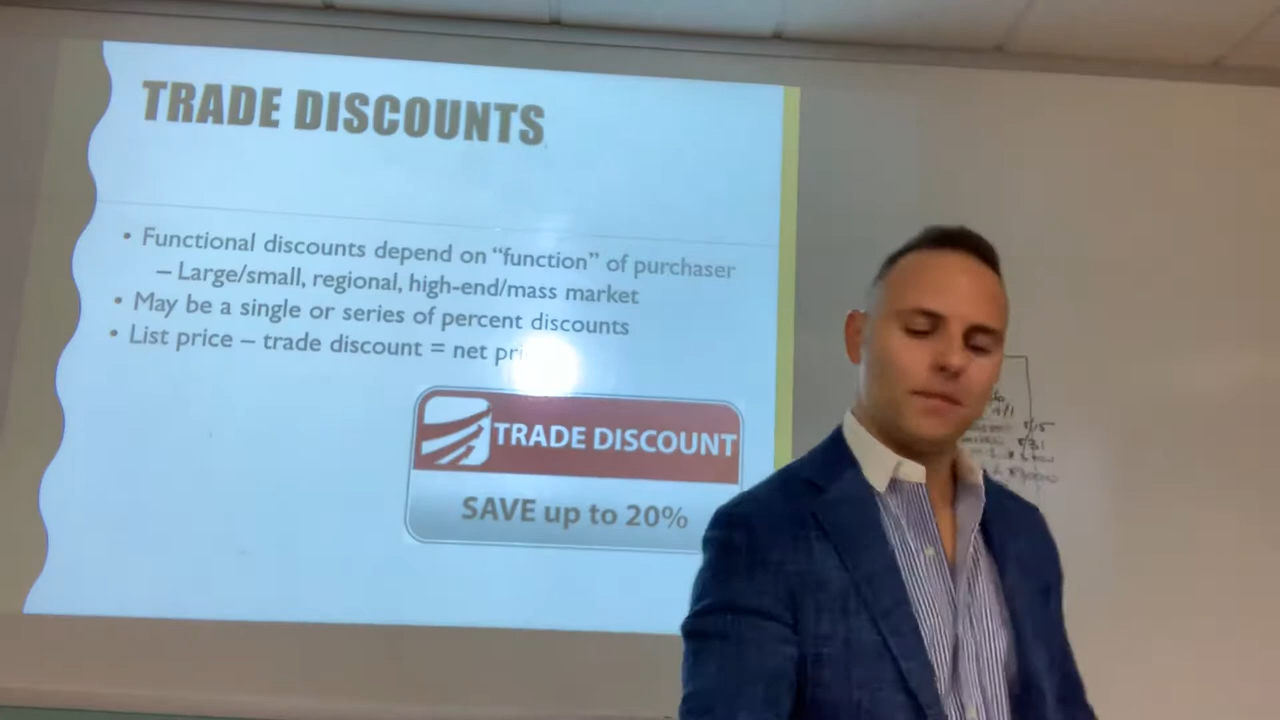 TRADE DISCOUNTS
• Functional discounts depend on “function” of purchaser
– Large/small, regional, high-end/mass market
• May be a single or series of percent discounts
• List price – trade discount = net pri
TRADE DISCOUNT
SAVE up to 20%